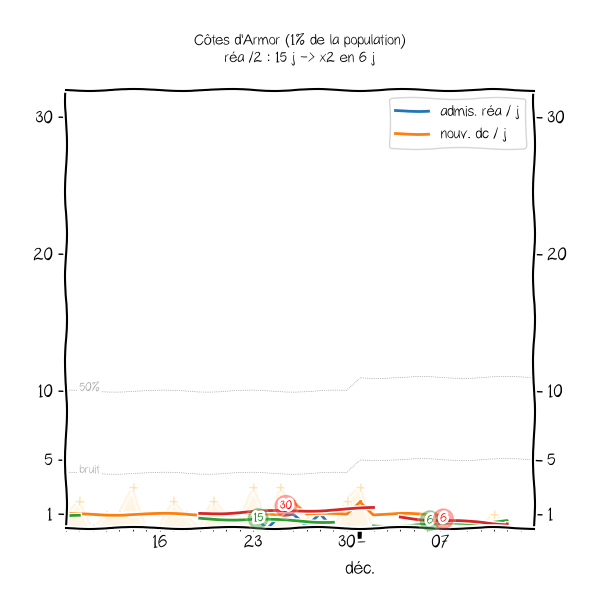 Côtes d'Armor (1% de la population)
réa /2 : 15 j -> x2 en 6 j
admis. réa / j
nouv. dc / j
30 30
20 20
50%
10 10
5 5
bruit
30
15 6 6
1 1
16 23 30 07
déc.